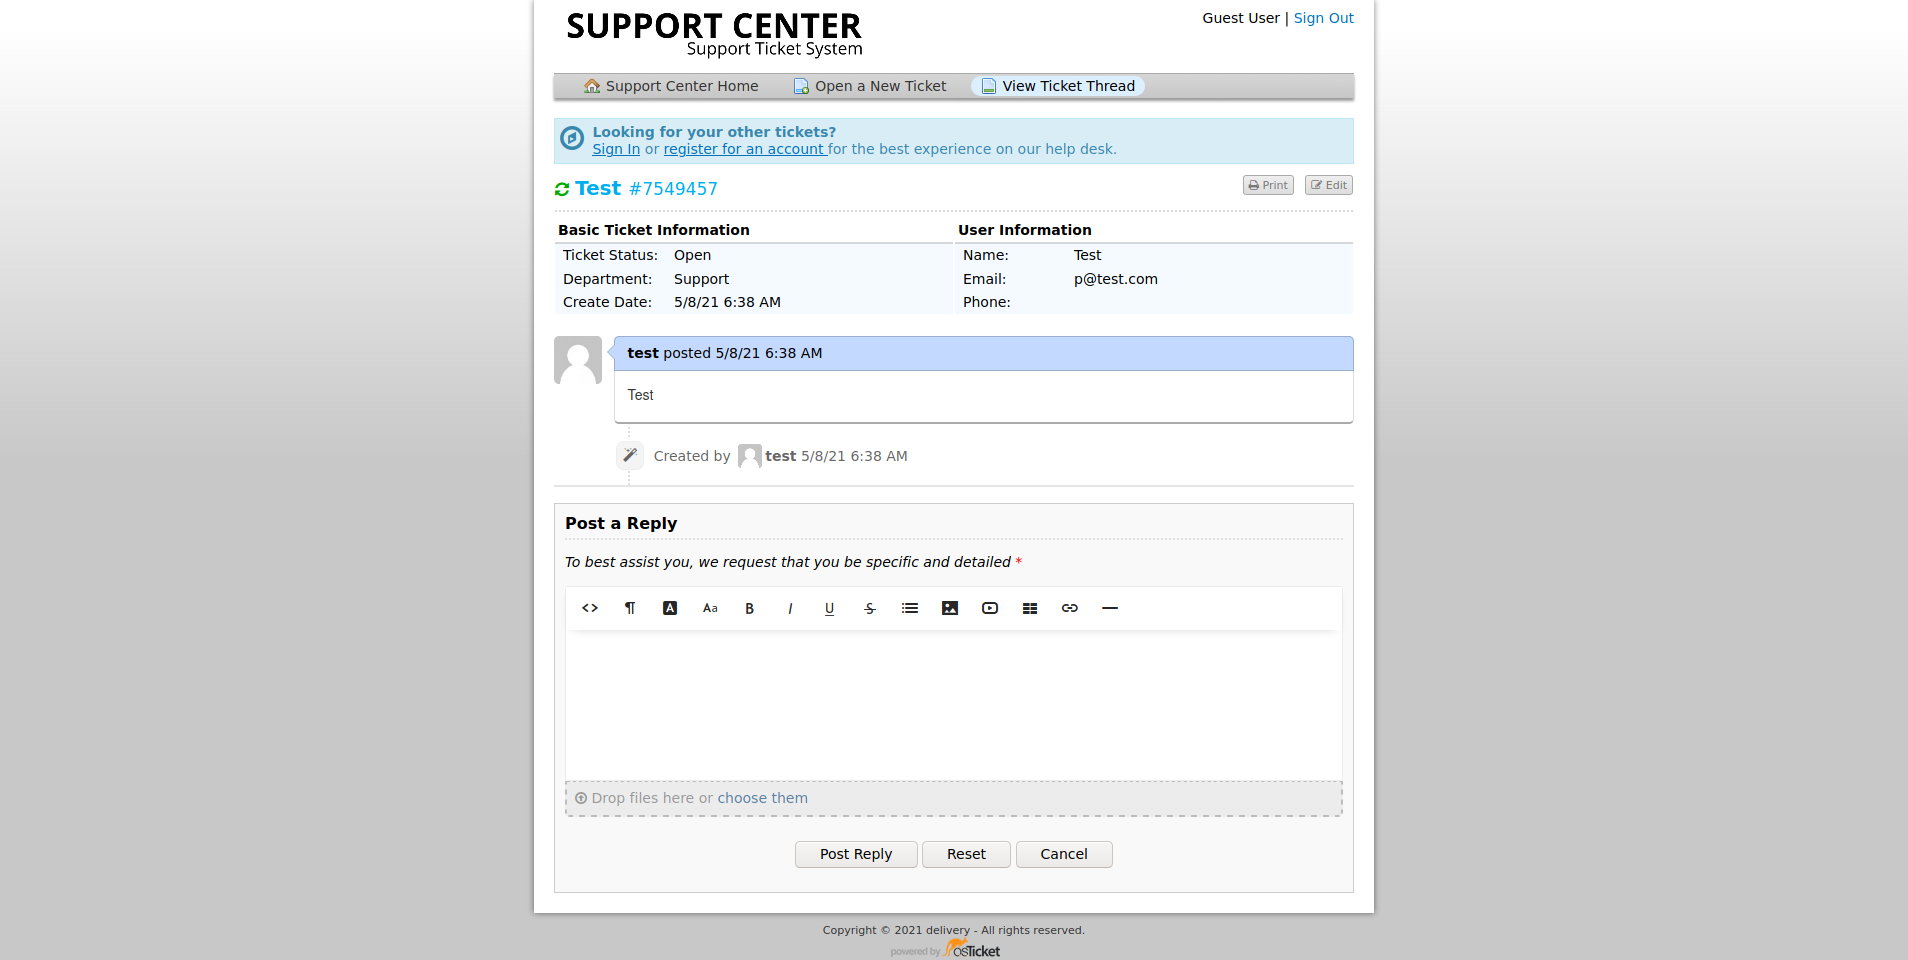 SUPPORT CENTER
Support Ticket System
Guest User | Sign Out
Support Center Home
Open a New Ticket
View Ticket Thread
Looking for your other tickets?
Sign In or register for an account for the best experience on our help desk.
Test #7549457
Print
Edit
Basic Ticket Information
Ticket Status: Open
Department: Support
Create Date: 5/8/21 6:38 AM
User Information
Name: Test
Email: p@test.com
Phone:
test posted 5/8/21 6:38 AM
Test
Created by test 5/8/21 6:38 AM
Post a Reply
To best assist you, we request that you be specific and detailed *
<> ¶ A Aa B I U S
Drop files here or choose them
Post Reply
Reset
Cancel
Copyright © 2021 delivery - All rights reserved.
powered by osTicket